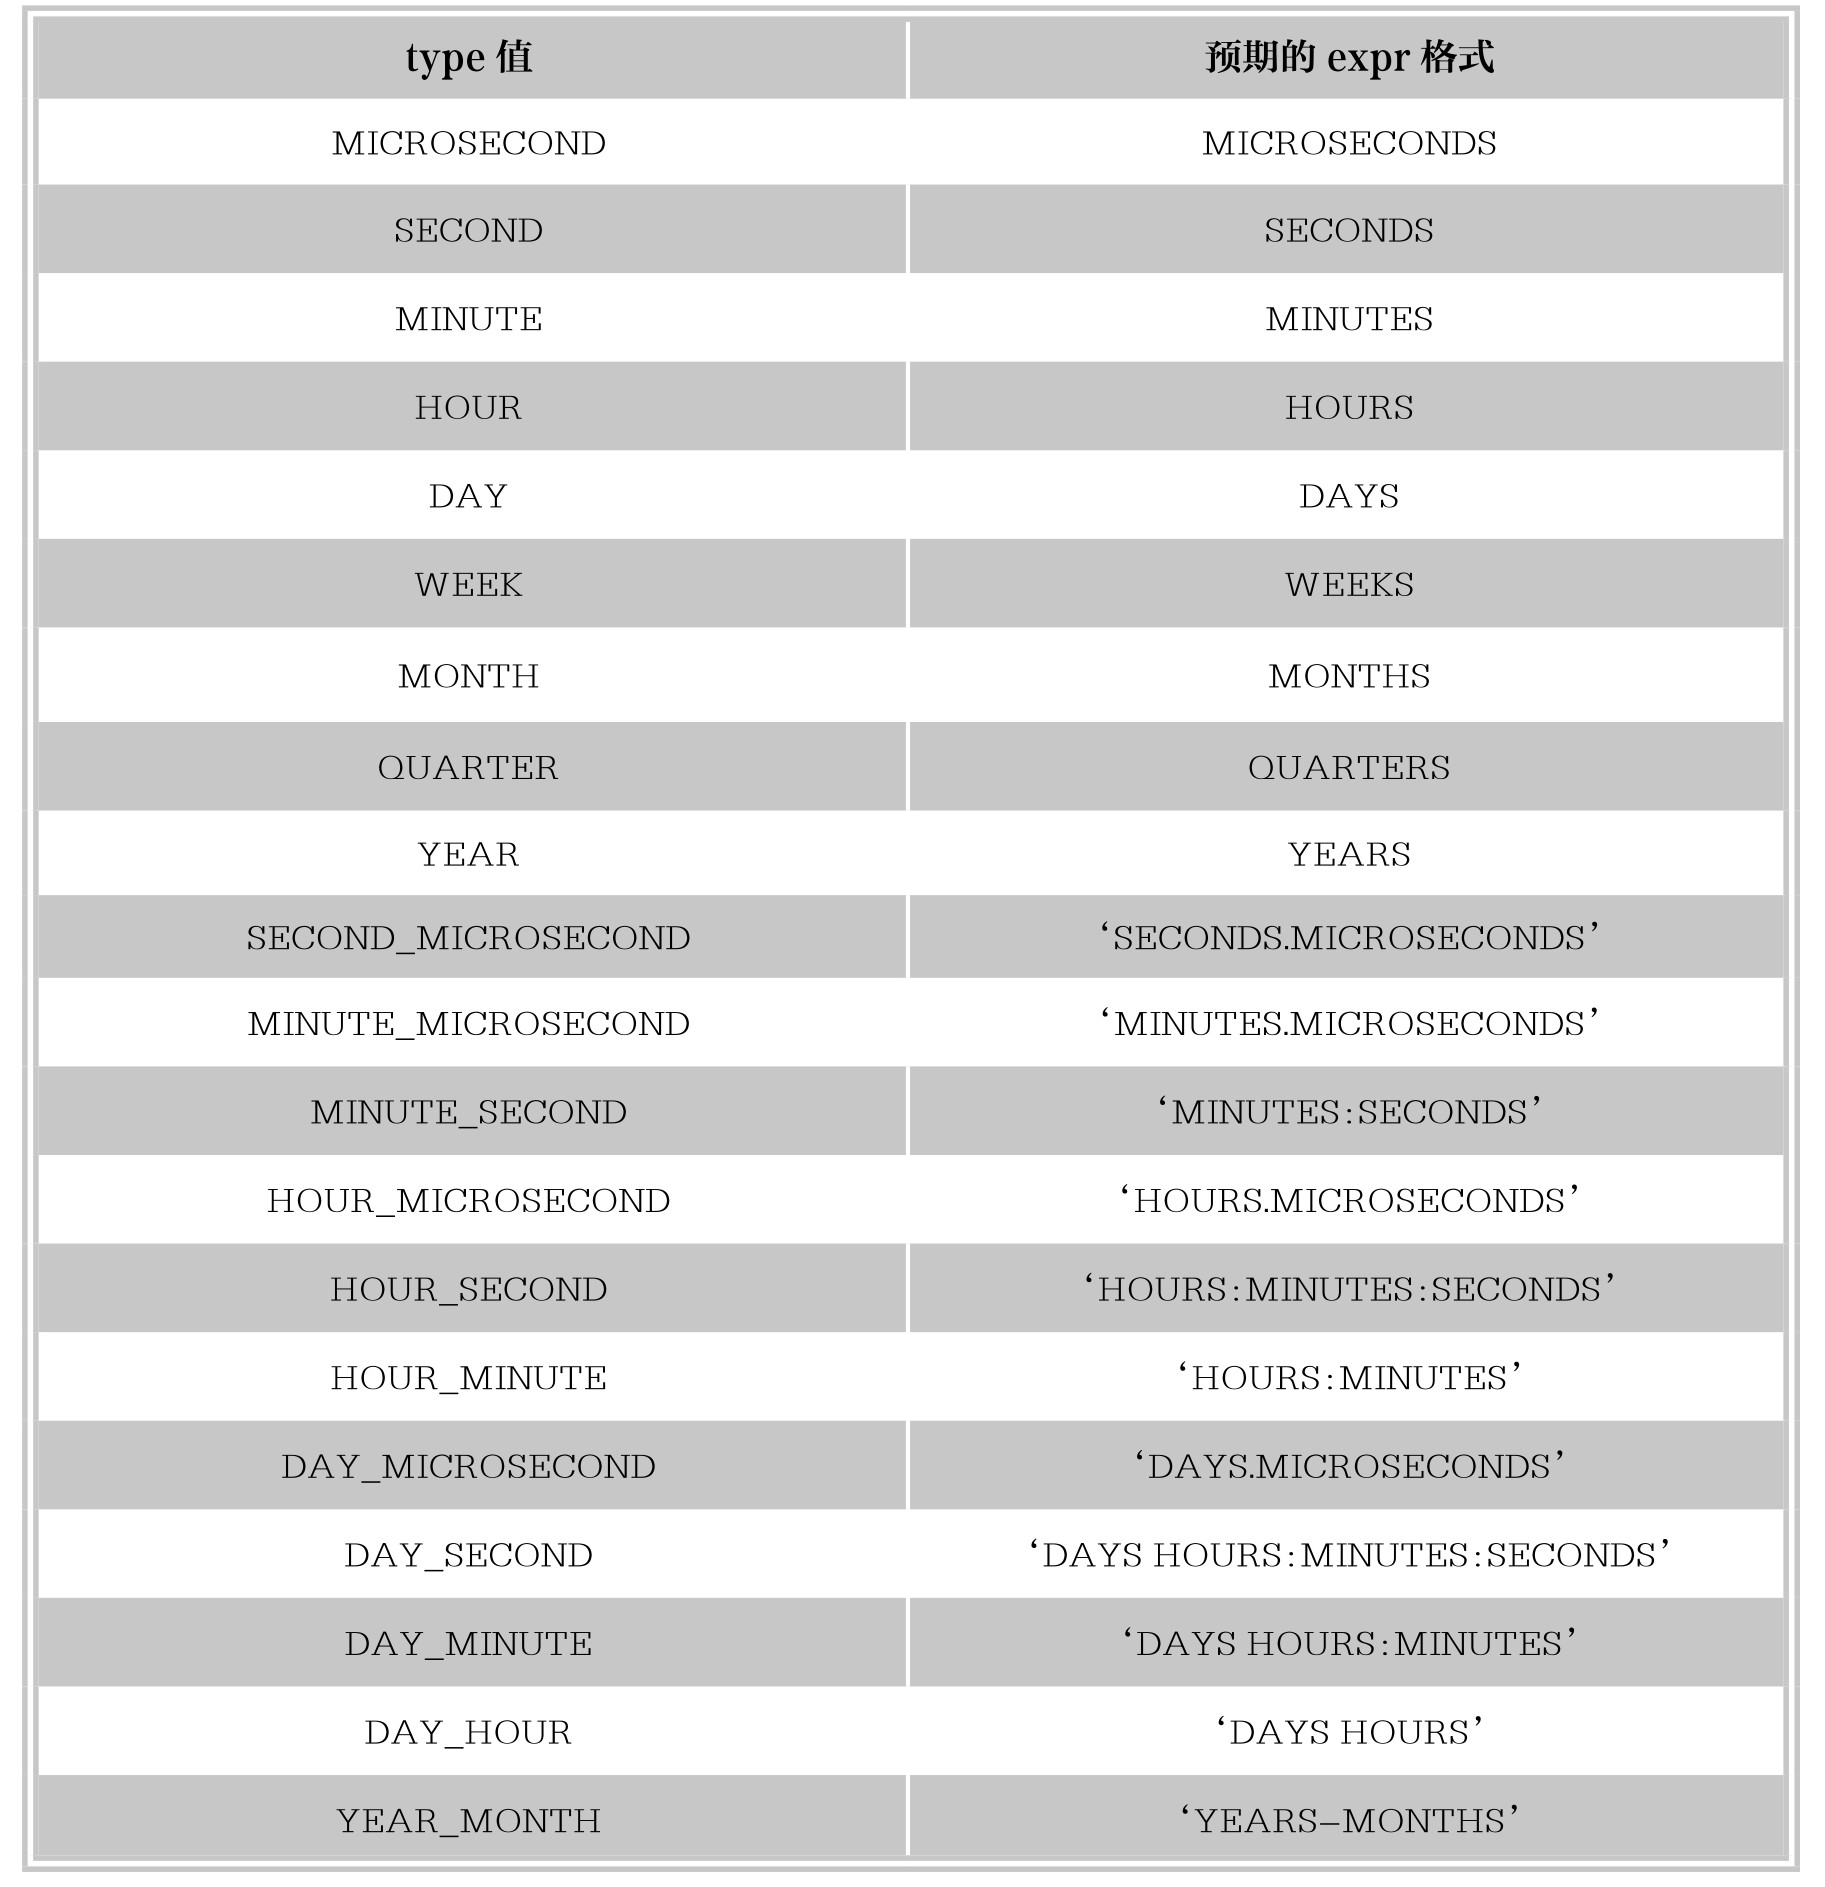 type 值 预期的 expr 格式
MICROSECOND MICROSECONDS
SECOND SECONDS
MINUTE MINUTES
HOUR HOURS
DAY DAYS
WEEK WEEKS
MONTH MONTHS
QUARTER QUARTERS
YEAR YEARS
SECOND_MICROSECOND ‘SECONDS.MICROSECONDS’
MINUTE_MICROSECOND ‘MINUTES.MICROSECONDS’
MINUTE_SECOND ‘MINUTES:SECONDS’
HOUR_MICROSECOND ‘HOURS.MICROSECONDS’
HOUR_SECOND ‘HOURS:MINUTES:SECONDS’
HOUR_MINUTE ‘HOURS:MINUTES’
DAY_MICROSECOND ‘DAYS.MICROSECONDS’
DAY_SECOND ‘DAYS HOURS:MINUTES:SECONDS’
DAY_MINUTE ‘DAYS HOURS:MINUTES’
DAY_HOUR ‘DAYS HOURS’
YEAR_MONTH ‘YEARS–MONTHS’